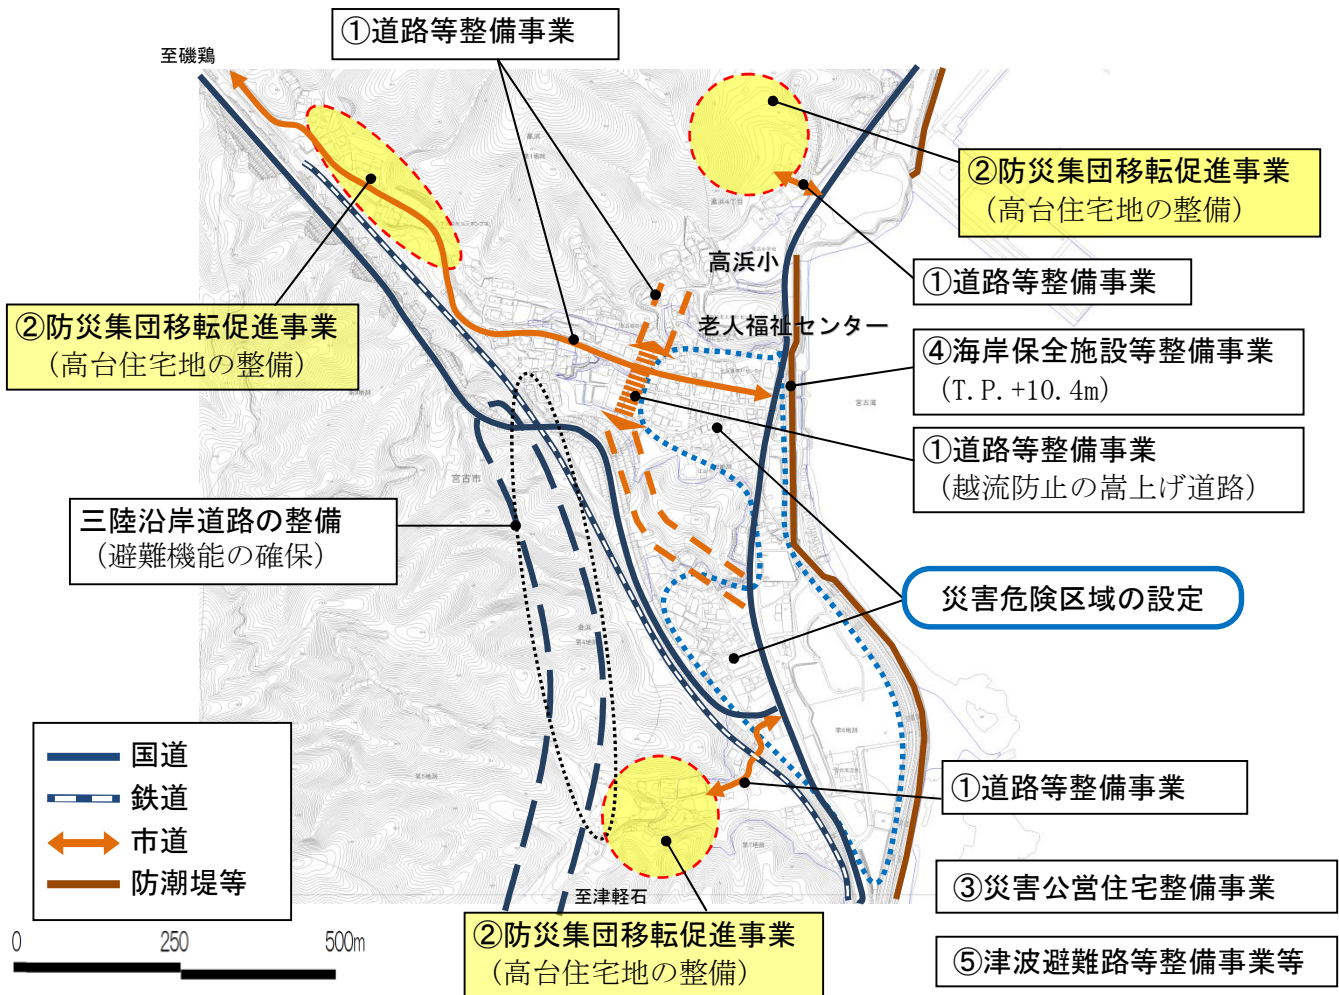 ①道路等整備事業
至磯鶏
②防災集団移転促進事業
(高台住宅地の整備)
高浜小
①道路等整備事業
②防災集団移転促進事業
(高台住宅地の整備)
老人福祉センター
④海岸保全施設等整備事業
(T.P.+10.4m)
①道路等整備事業
(越流防止の嵩上げ道路)
宮古市
三陸沿岸道路の整備
(避難機能の確保)
災害危険区域の設定
国道
鉄道
市道
防潮堤等
①道路等整備事業
③災害公営住宅整備事業
至津軽石
②防災集団移転促進事業
(高台住宅地の整備)
⑤津波避難路等整備事業等
0 250 500m